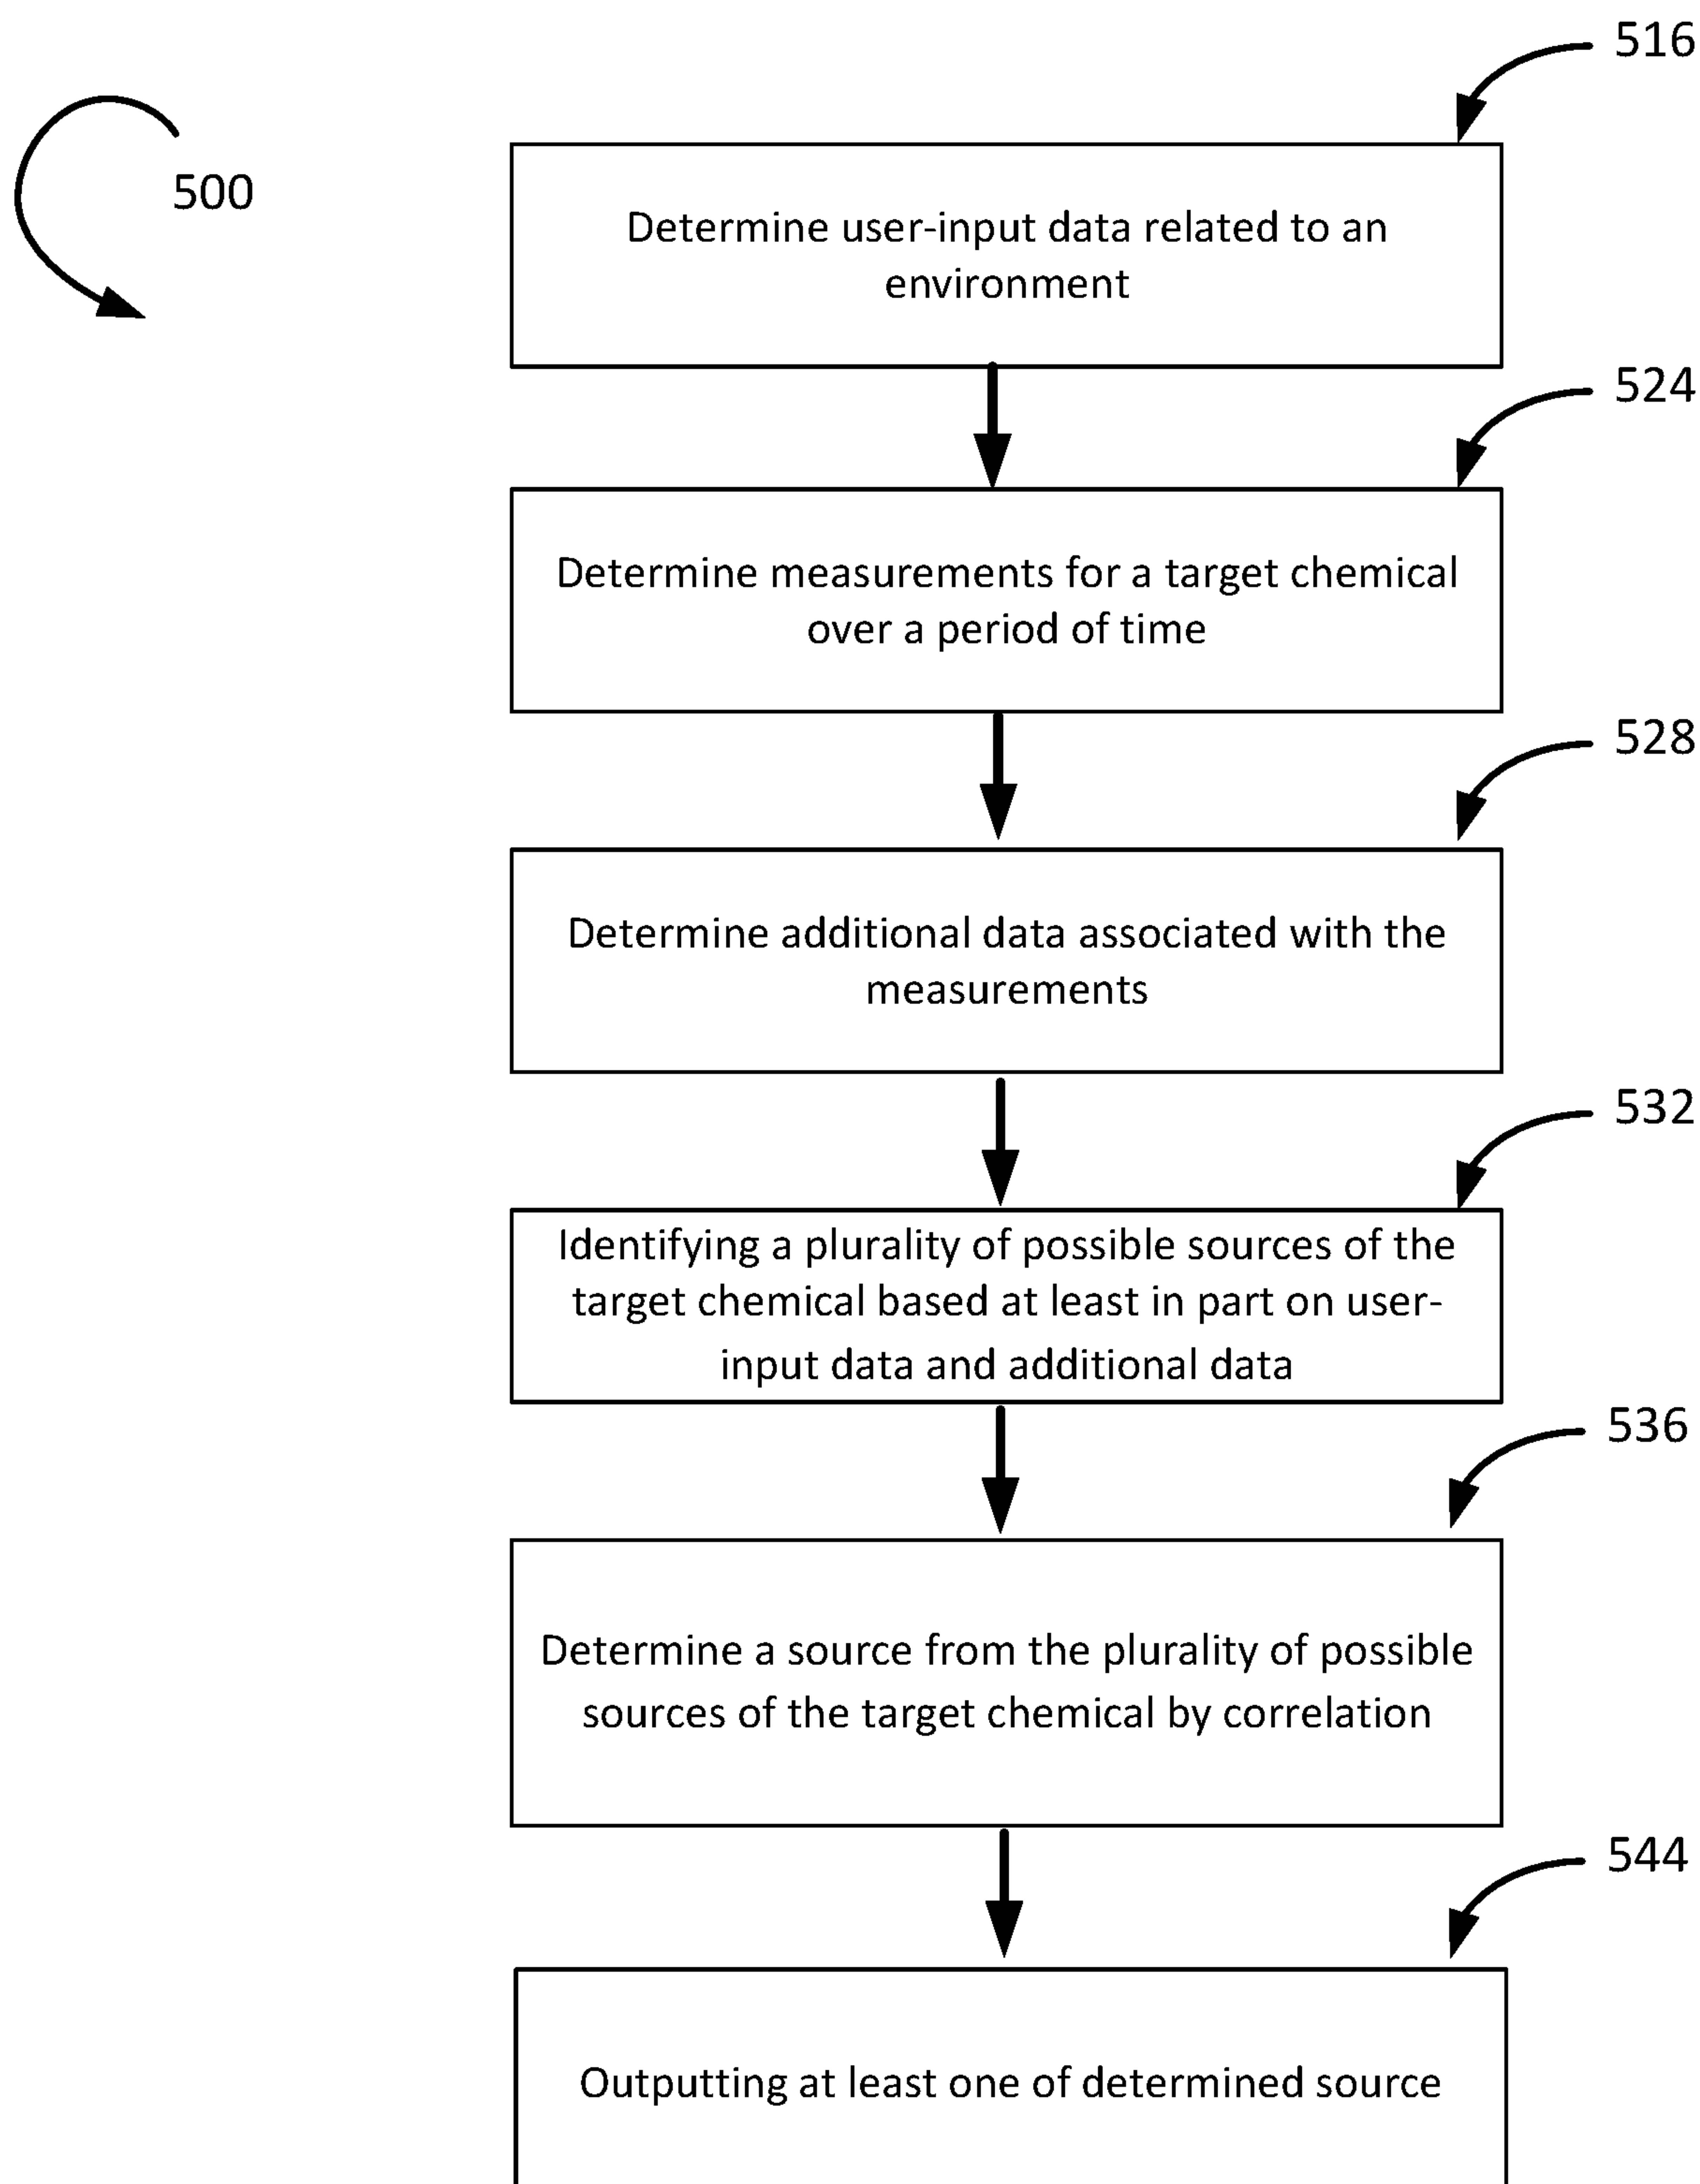 516
500
Determine user-input data related to an
environment
524
Determine measurements for a target chemical
over a period of time
528
Determine additional data associated with the
measurements
532
Identifying a plurality of possible sources of the
target chemical based at least in part on user-
input data and additional data
536
Determine a source from the plurality of possible
sources of the target chemical by correlation
544
Outputting at least one of determined source